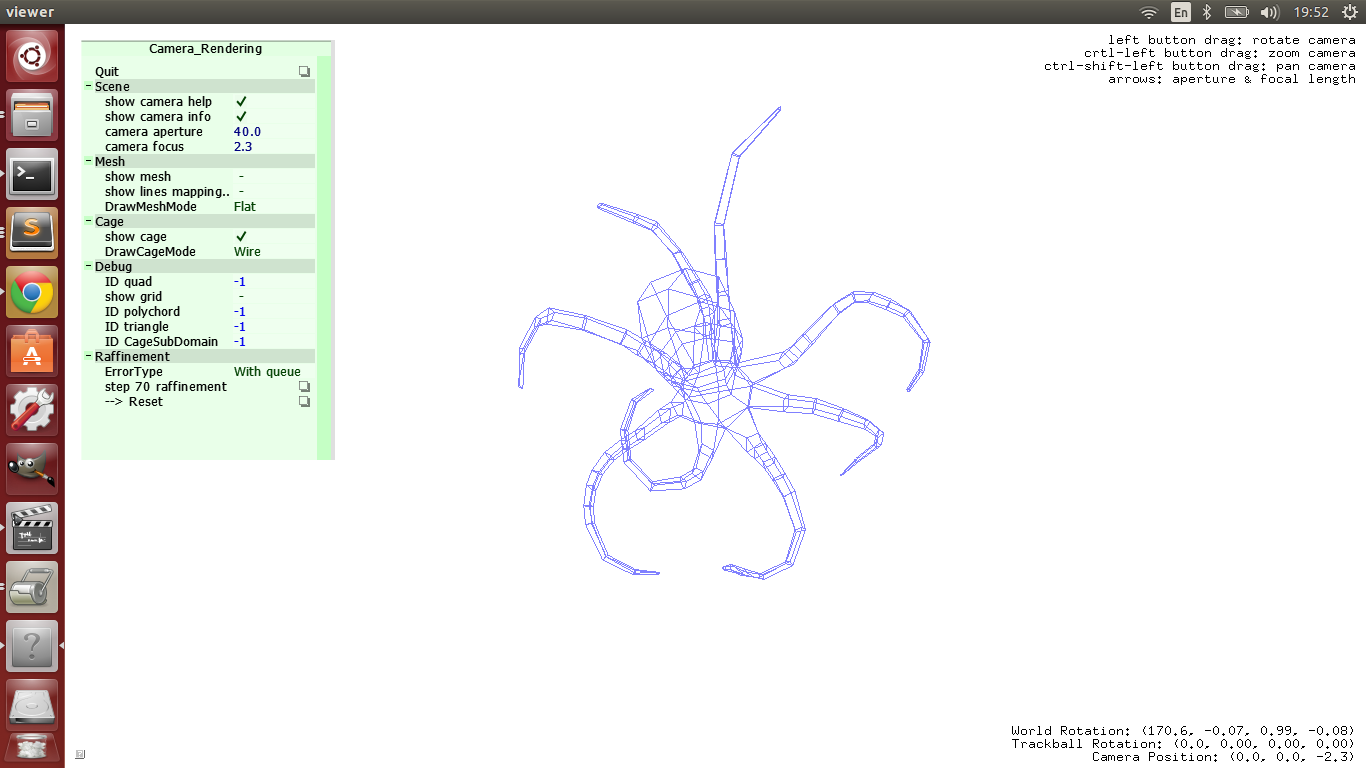 viewer
En
19:52
Camera_Rendering
Quit
Scene
show camera help
show camera info
camera aperture 40.0
camera focus 2.3
Mesh
show mesh -
show lines mapping.. -
DrawMeshMode Flat
Cage
show cage
DrawCageMode Wire
Debug
ID quad -1
show grid -
ID polychord -1
ID triangle -1
ID CageSubDomain -1
Raffinement
ErrorType With queue
step 70 raffinement
--> Reset
left button drag: rotate camera
crtl-left button drag: zoom camera
ctrl-shift-left button drag: pan camera
arrows: aperture & focal length
World Rotation: (170.6, -0.07, 0.99, -0.08)
Trackball Rotation: (0.0, 0.00, 0.00, 0.00)
Camera Position: (0.0, 0.0, -2.3)